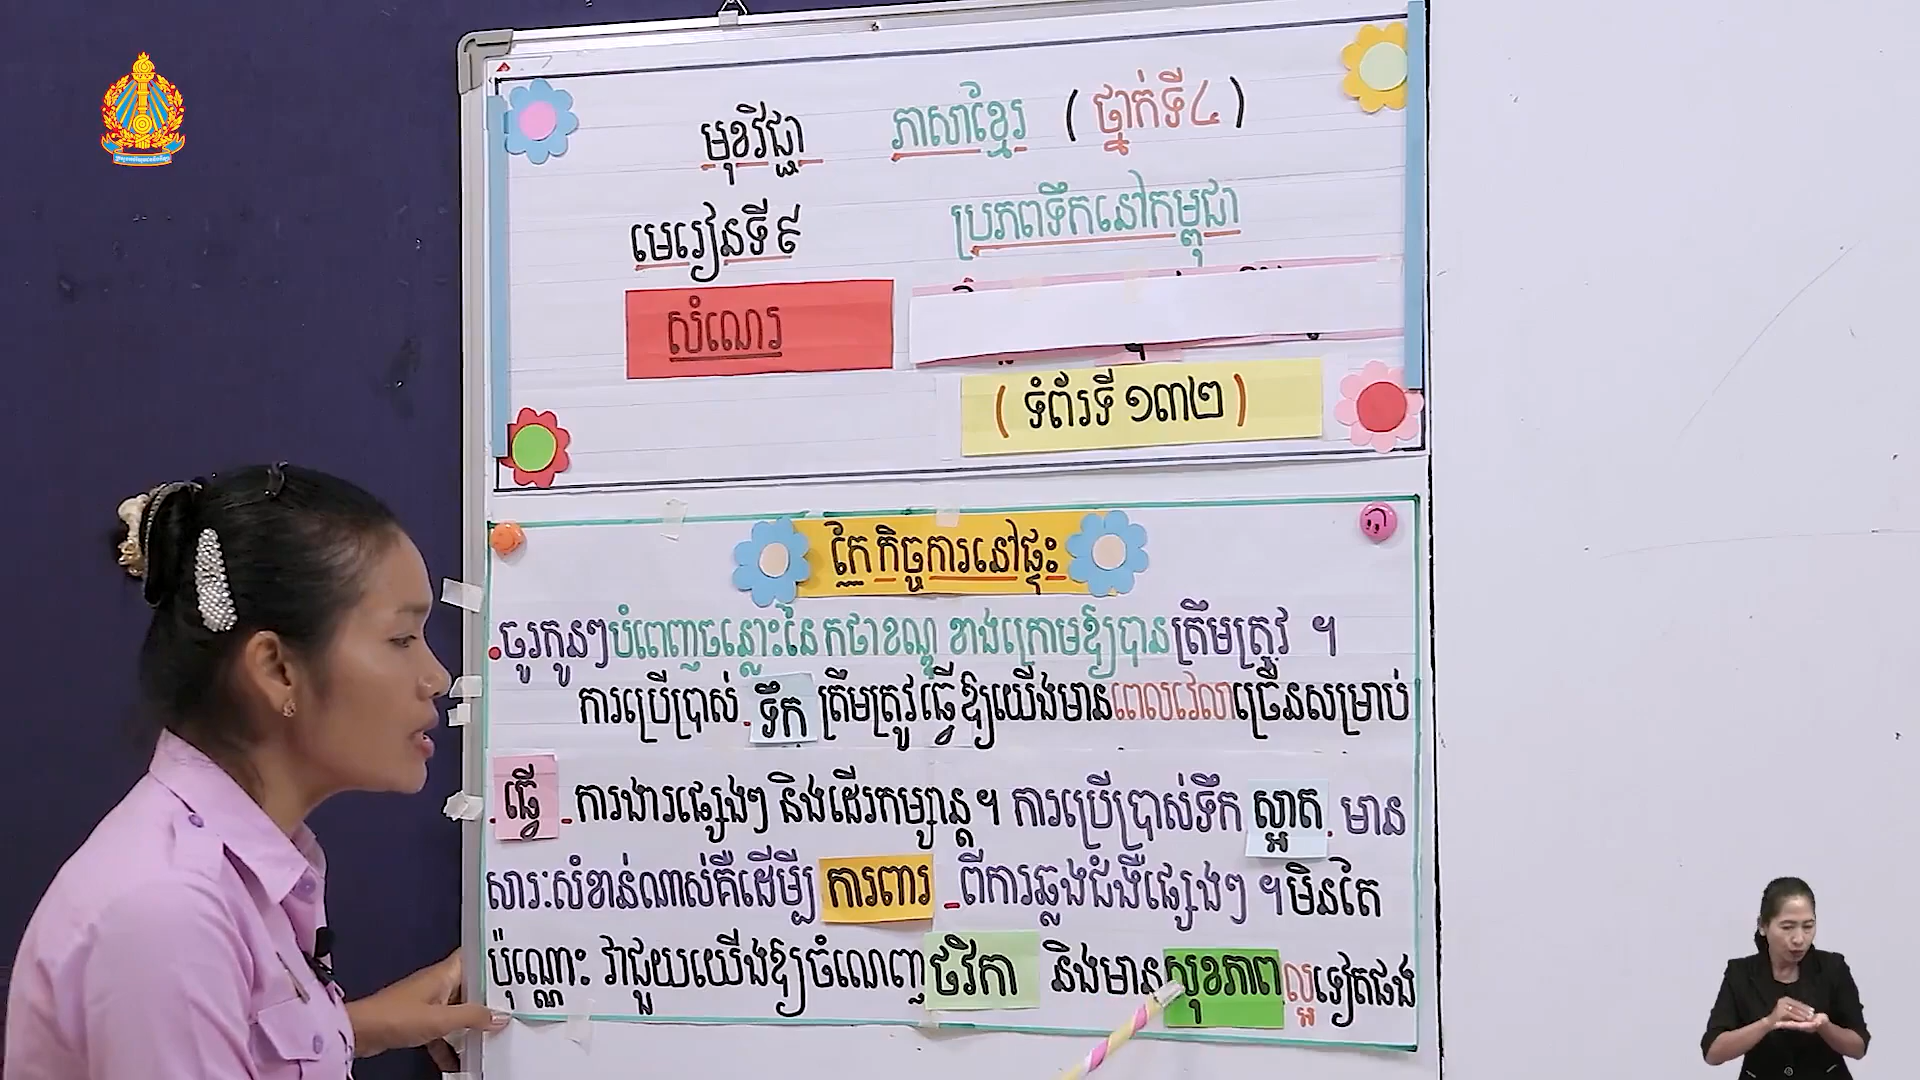 មុខវិជ្ជា ភាសាខ្មែរ ( ថ្នាក់ទី៤ )
មេរៀនទី៩ ប្រភពទឹកនៅកម្ពុជា
សំណេរ
( ទំព័រទី ១៣២ )
កែ កិច្ចការនៅផ្ទះ
ចូរកូនៗបំពេញចន្លោះនៃកថាខណ្ឌ ខាងក្រោមឱ្យបានត្រឹមត្រូវ ។
ការប្រើប្រាស់ ទឹក ត្រឹមត្រូវធ្វើឱ្យយើងមានពេលវេលាច្រើនសម្រាប់
ធ្វើ ការងារផ្សេងៗ និងដើរកម្សាន្ត។ ការប្រើប្រាស់ទឹក ស្អាត មាន
សារៈសំខាន់ណាស់គឺដើម្បី ការពារ ពីការឆ្លងជំងឺផ្សេងៗ ។មិនតែ
ប៉ុណ្ណោះ វាជួយយើងឱ្យចំណេញ ថវិកា និងមាន សុខភាព ល្អទៀតផង